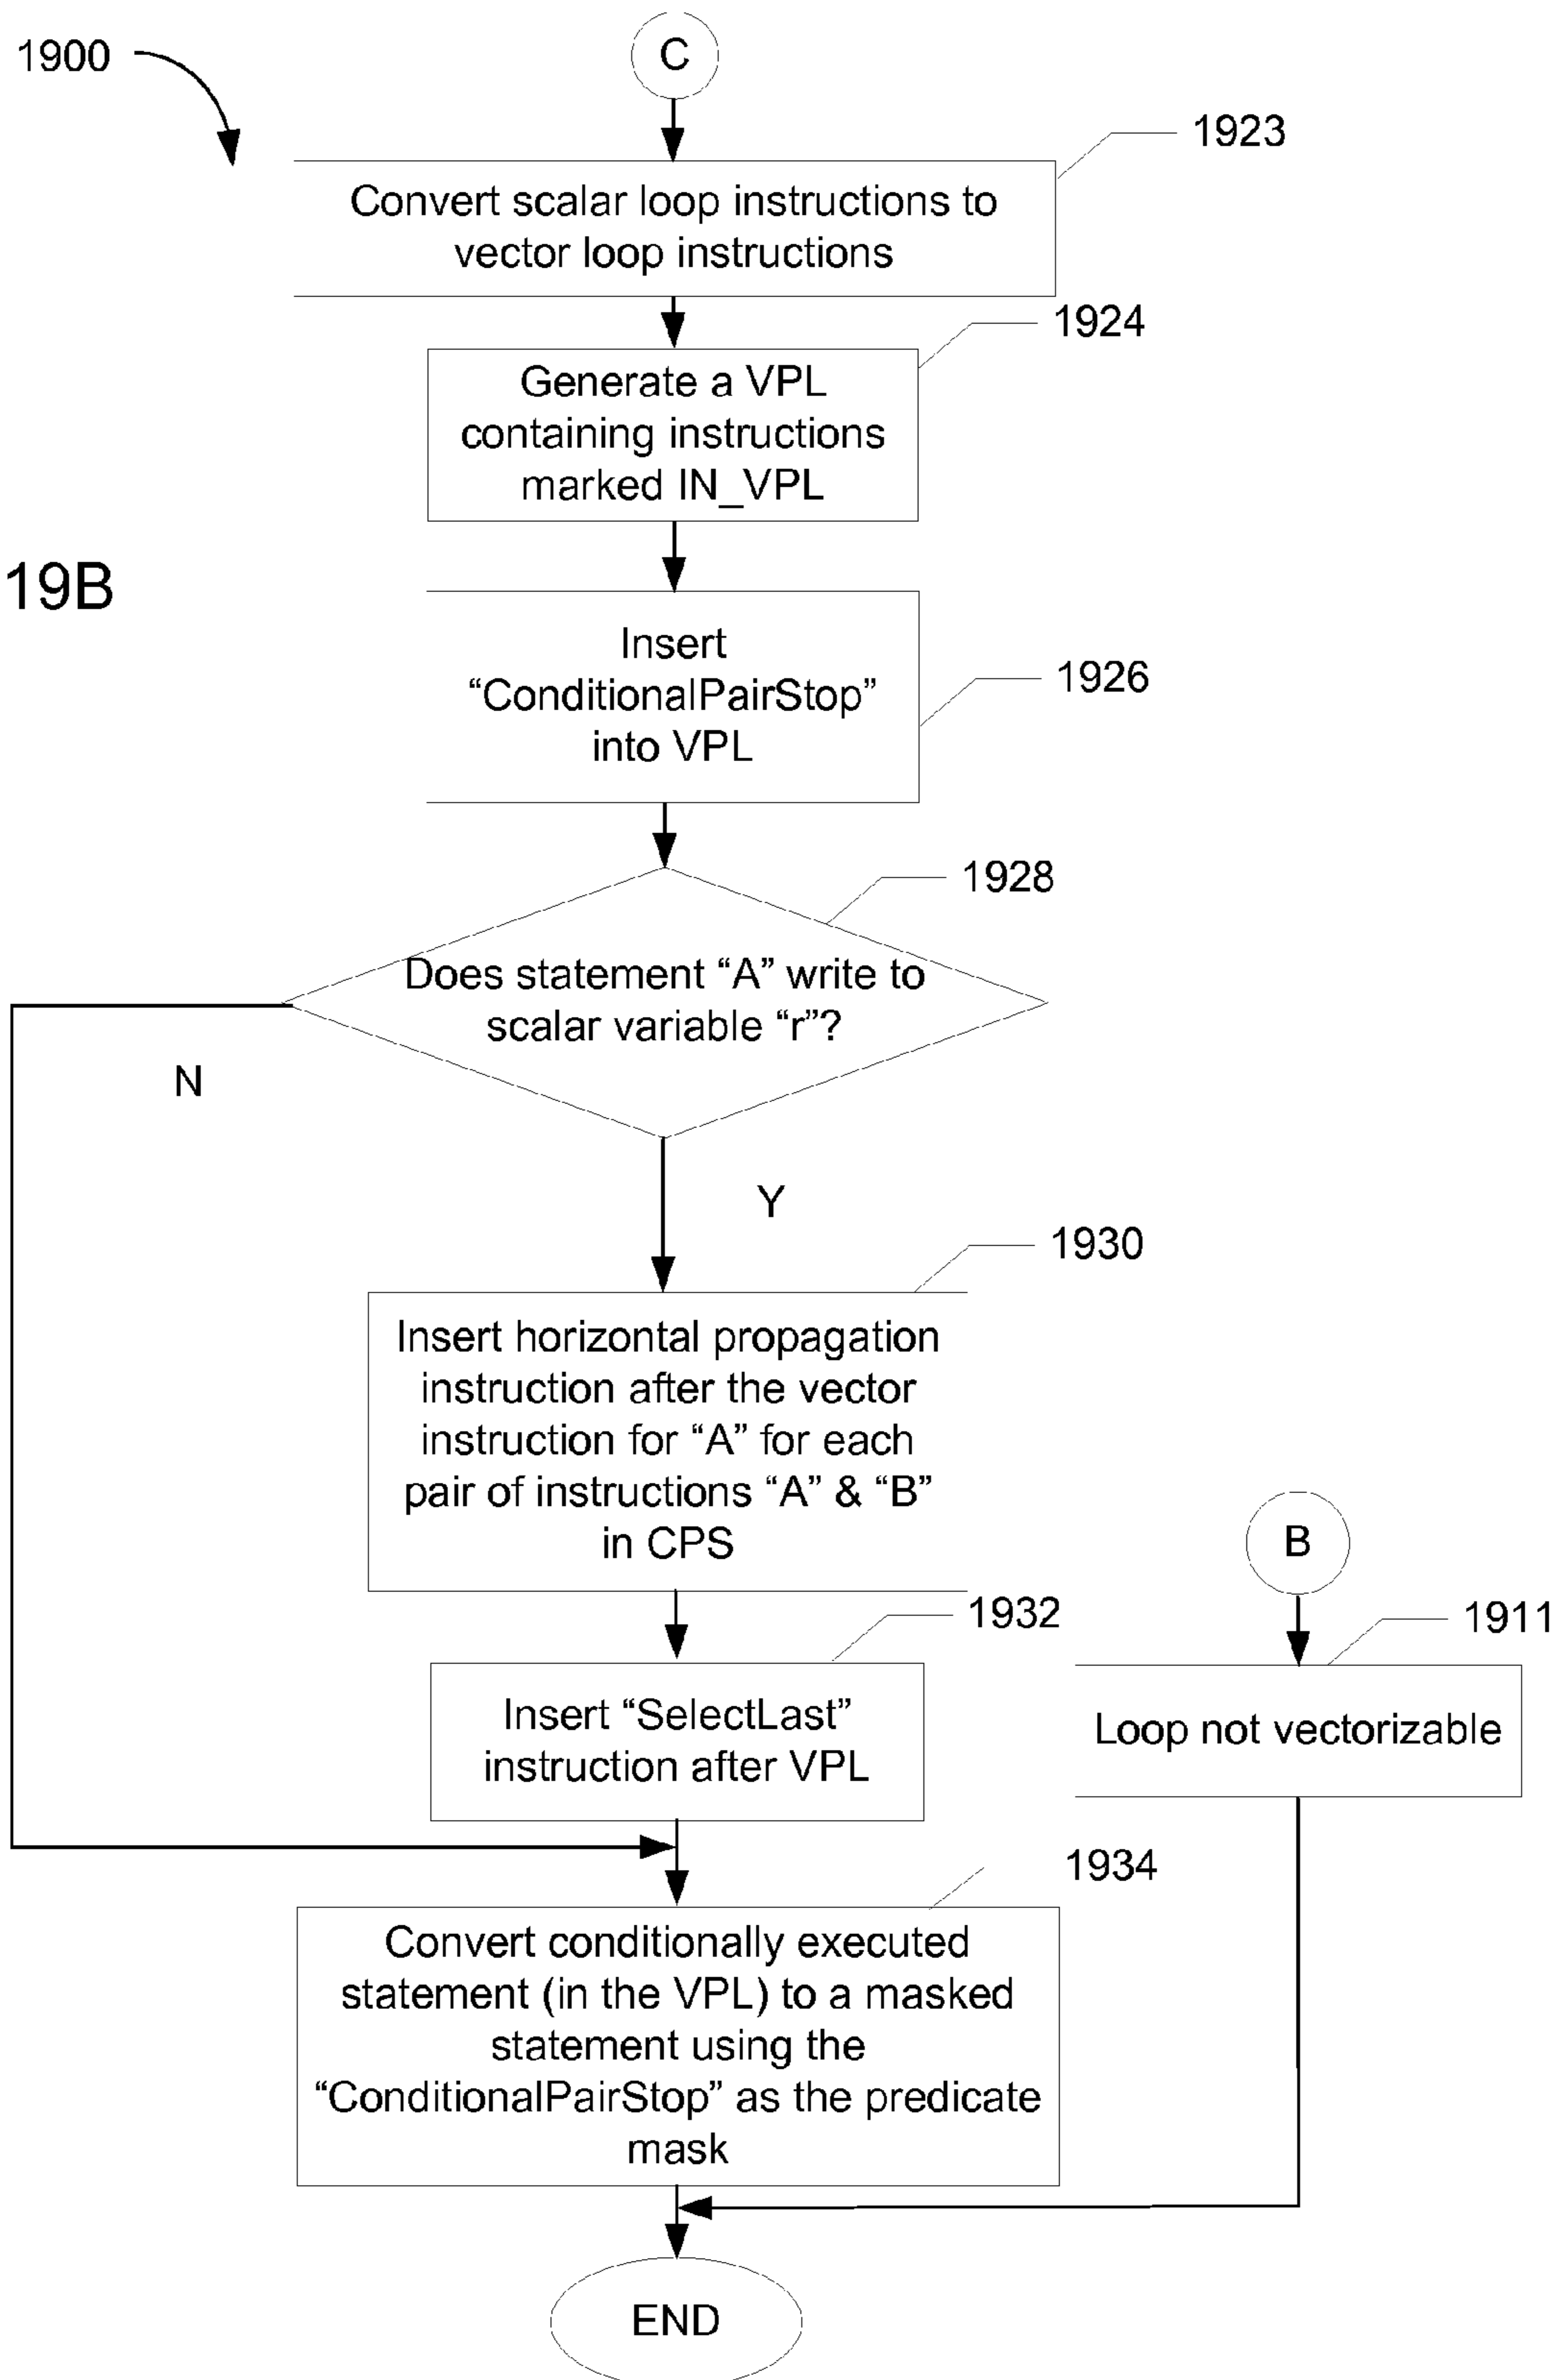 1900
C
1923
Convert scalar loop instructions to
vector loop instructions
1924
Generate a VPL
containing instructions
marked IN_VPL
19B
Insert
“ConditionalPairStop”
into VPL
1926
1928
Does statement “A” write to
scalar variable “r”?
N
Y
1930
Insert horizontal propagation
instruction after the vector
instruction for “A” for each
pair of instructions “A” & “B”
in CPS
B
1932
1911
Insert “SelectLast”
instruction after VPL
Loop not vectorizable
1934
Convert conditionally executed
statement (in the VPL) to a masked
statement using the
“ConditionalPairStop” as the predicate
mask
END